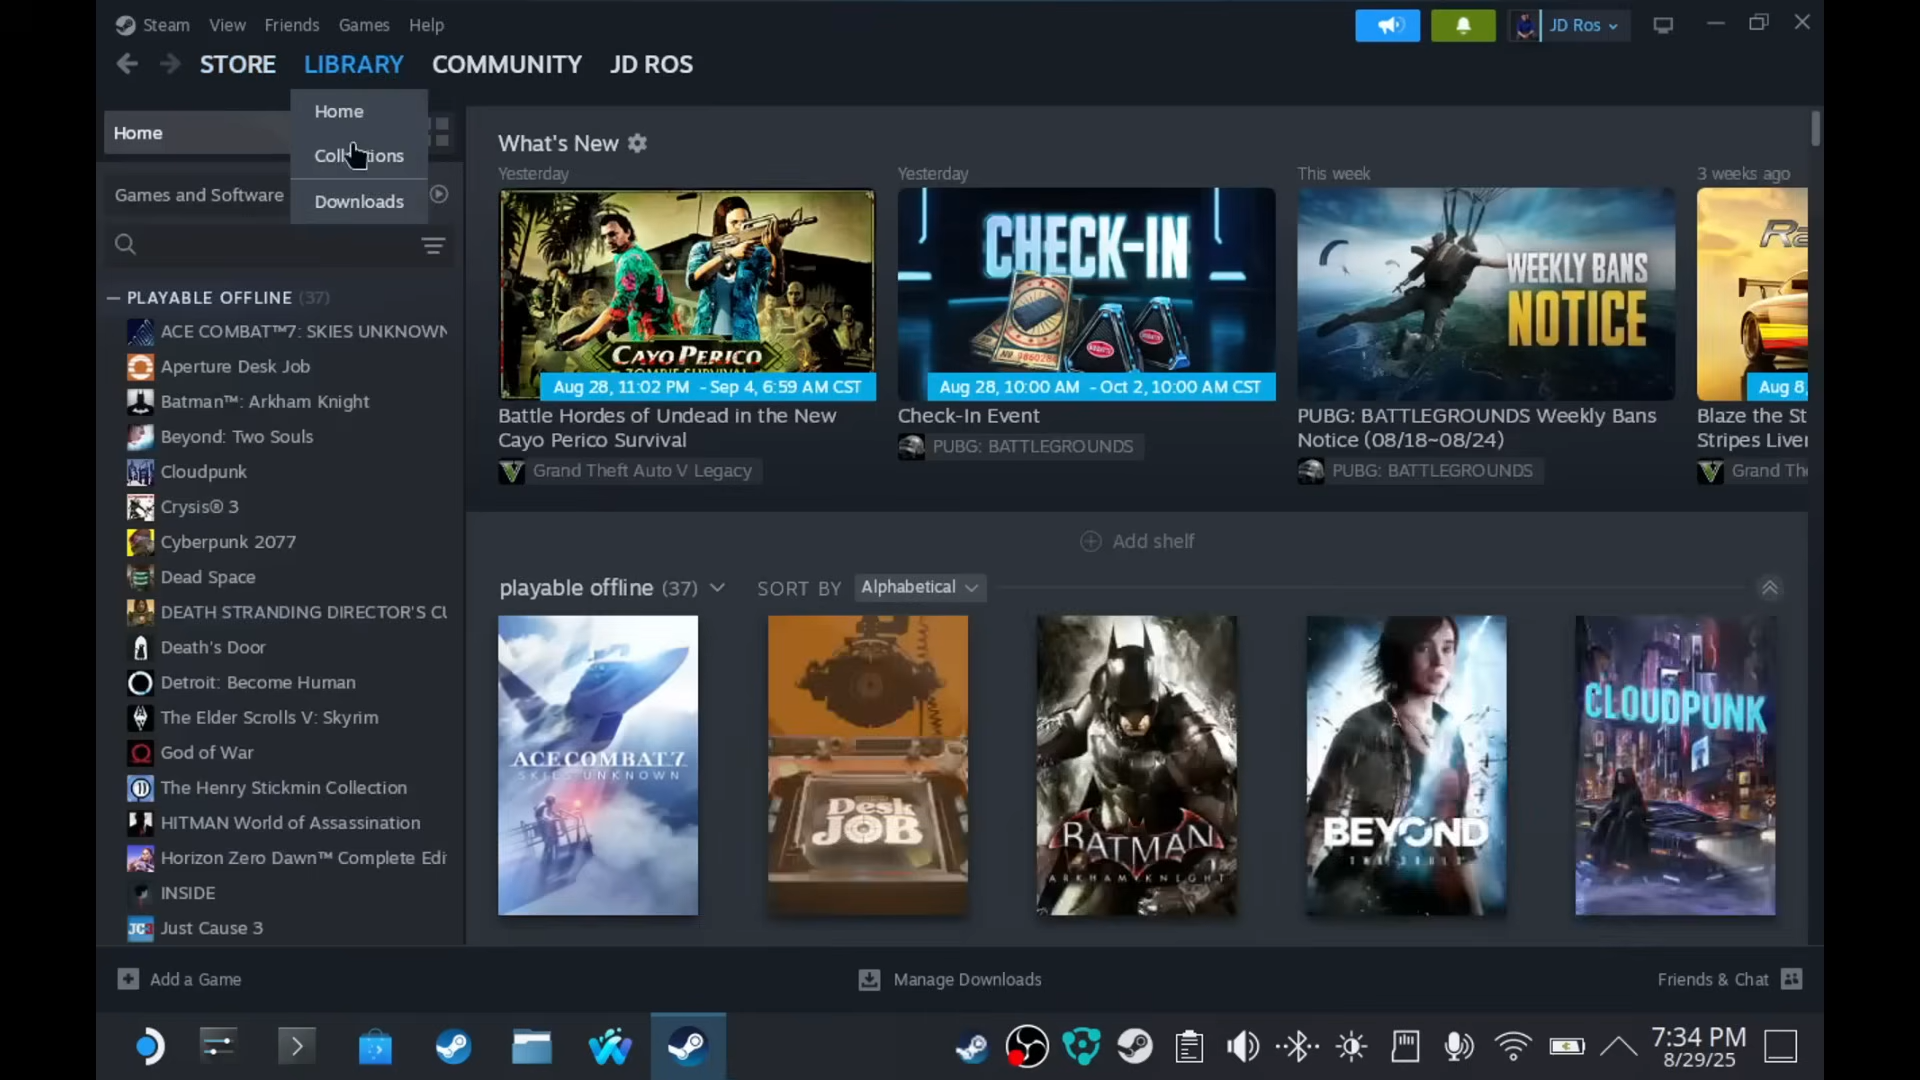 Steam View Friends Games Help
JD Ros
STORE LIBRARY COMMUNITY JD ROS
Home
Home
Collections
Downloads
Games and Software
PLAYABLE OFFLINE (37)
ACE COMBAT™7: SKIES UNKNOWN
Aperture Desk Job
Batman™: Arkham Knight
Beyond: Two Souls
Cloudpunk
Crysis® 3
Cyberpunk 2077
Dead Space
DEATH STRANDING DIRECTOR'S CU
Death's Door
Detroit: Become Human
The Elder Scrolls V: Skyrim
God of War
The Henry Stickmin Collection
HITMAN World of Assassination
Horizon Zero Dawn™ Complete Edi
INSIDE
JC3 Just Cause 3
What's New
Yesterday
CAYO PERICO
Aug 28, 11:02 PM - Sep 4, 6:59 AM CST
Battle Hordes of Undead in the New
Cayo Perico Survival
Grand Theft Auto V Legacy
Yesterday
CHECK-IN
Aug 28, 10:00 AM - Oct 2, 10:00 AM CST
Check-In Event
PUBG: BATTLEGROUNDS
This week
WEEKLY BANS
NOTICE
PUBG: BATTLEGROUNDS Weekly Bans
Notice (08/18~08/24)
PUBG: BATTLEGROUNDS
3 weeks ago
Aug 8,
Blaze the St
Stripes Liver
Grand The
Add shelf
playable offline (37) SORT BY Alphabetical
ACE COMBAT 7
SKIES UNKNOWN
Desk
JOB
BATMAN
ARKHAM KNIGHT
BEYOND
TWO SOULS
CLOUDPUNK
Add a Game
Manage Downloads
Friends & Chat
7:34 PM
8/29/25